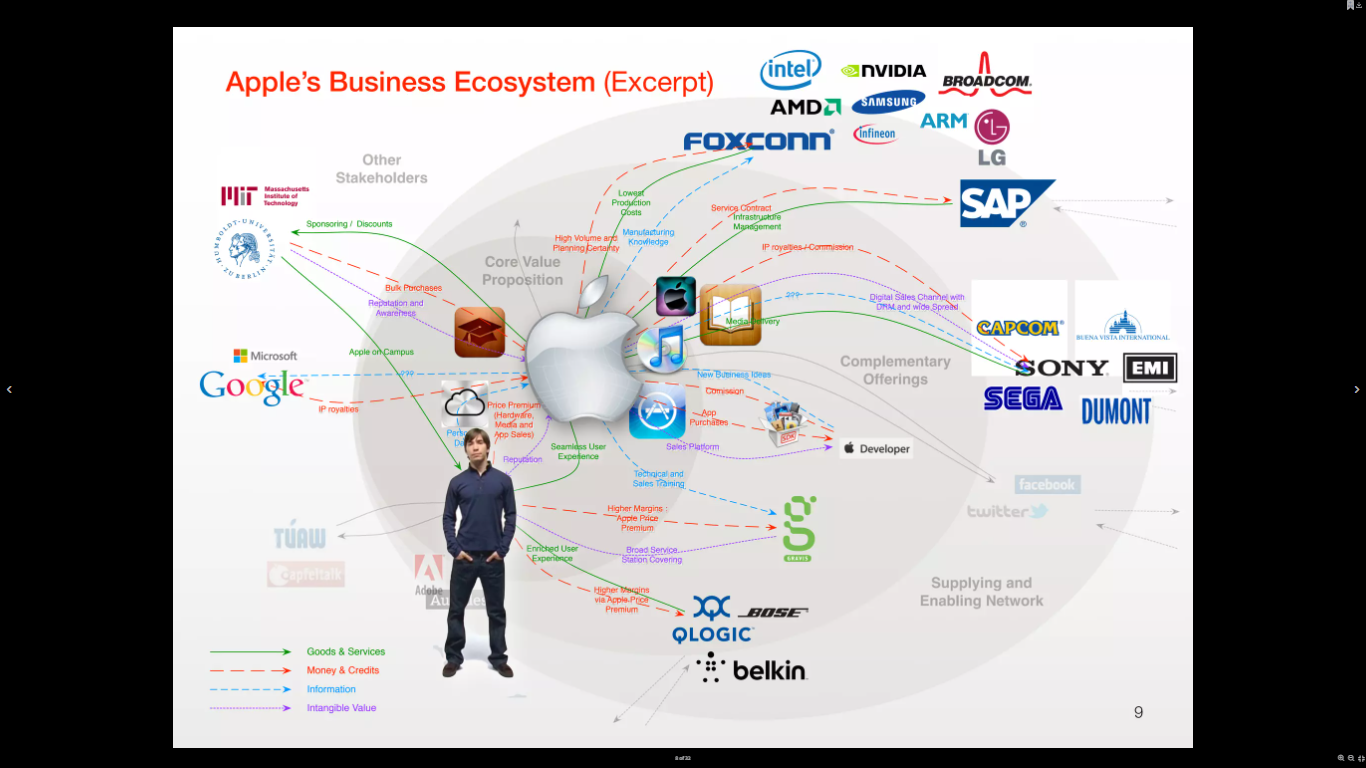 Apple's Business Ecosystem (Excerpt)
intel
NVIDIA
BROADCOM.
AMD
SAMSUNG
ARM
FOXCONN
infineon
LG
Other
Stakeholders
MIT
Massachusetts
Institute of
Technology
HUMBOLDT-UNIVERSITÄT ZU BERLIN
SAP
Sponsoring / Discounts
Lowest
Production
Costs
High Volume and
Planning Certainty
Manufacturing
Knowledge
Service Contract
Infrastructure
Management
IP royalties / Commission
Core Value
Proposition
Bulk Purchases
Reputation and
Awareness
???
Digital Sales Channel with
DRM and wide Spread
Media Delivery
CAPCOM
BUENA VISTA INTERNATIONAL
SONY
EMI
SEGA
DUMONT
Microsoft
Google
Apple on Campus
???
IP royalties
Complementary
Offerings
New Business Ideas
Comission
App
Purchases
Sales Platform
SDK
Developer
Price Premium
(Hardware,
Media and
App Sales)
Reputation
Seamless User
Experience
Technical and
Sales Training
facebook
twitter
Higher Margins :
Apple Price
Premium
g
GRAVIS
TÚAW
apfeltalk
Adobe
Enriched User
Experience
Broad Service
Station Covering
Supplying and
Enabling Network
Higher Margins
via Apple Price
Premium
QLOGIC
BOSE
belkin
Goods & Services
Money & Credits
Information
Intangible Value
9
8 of 33